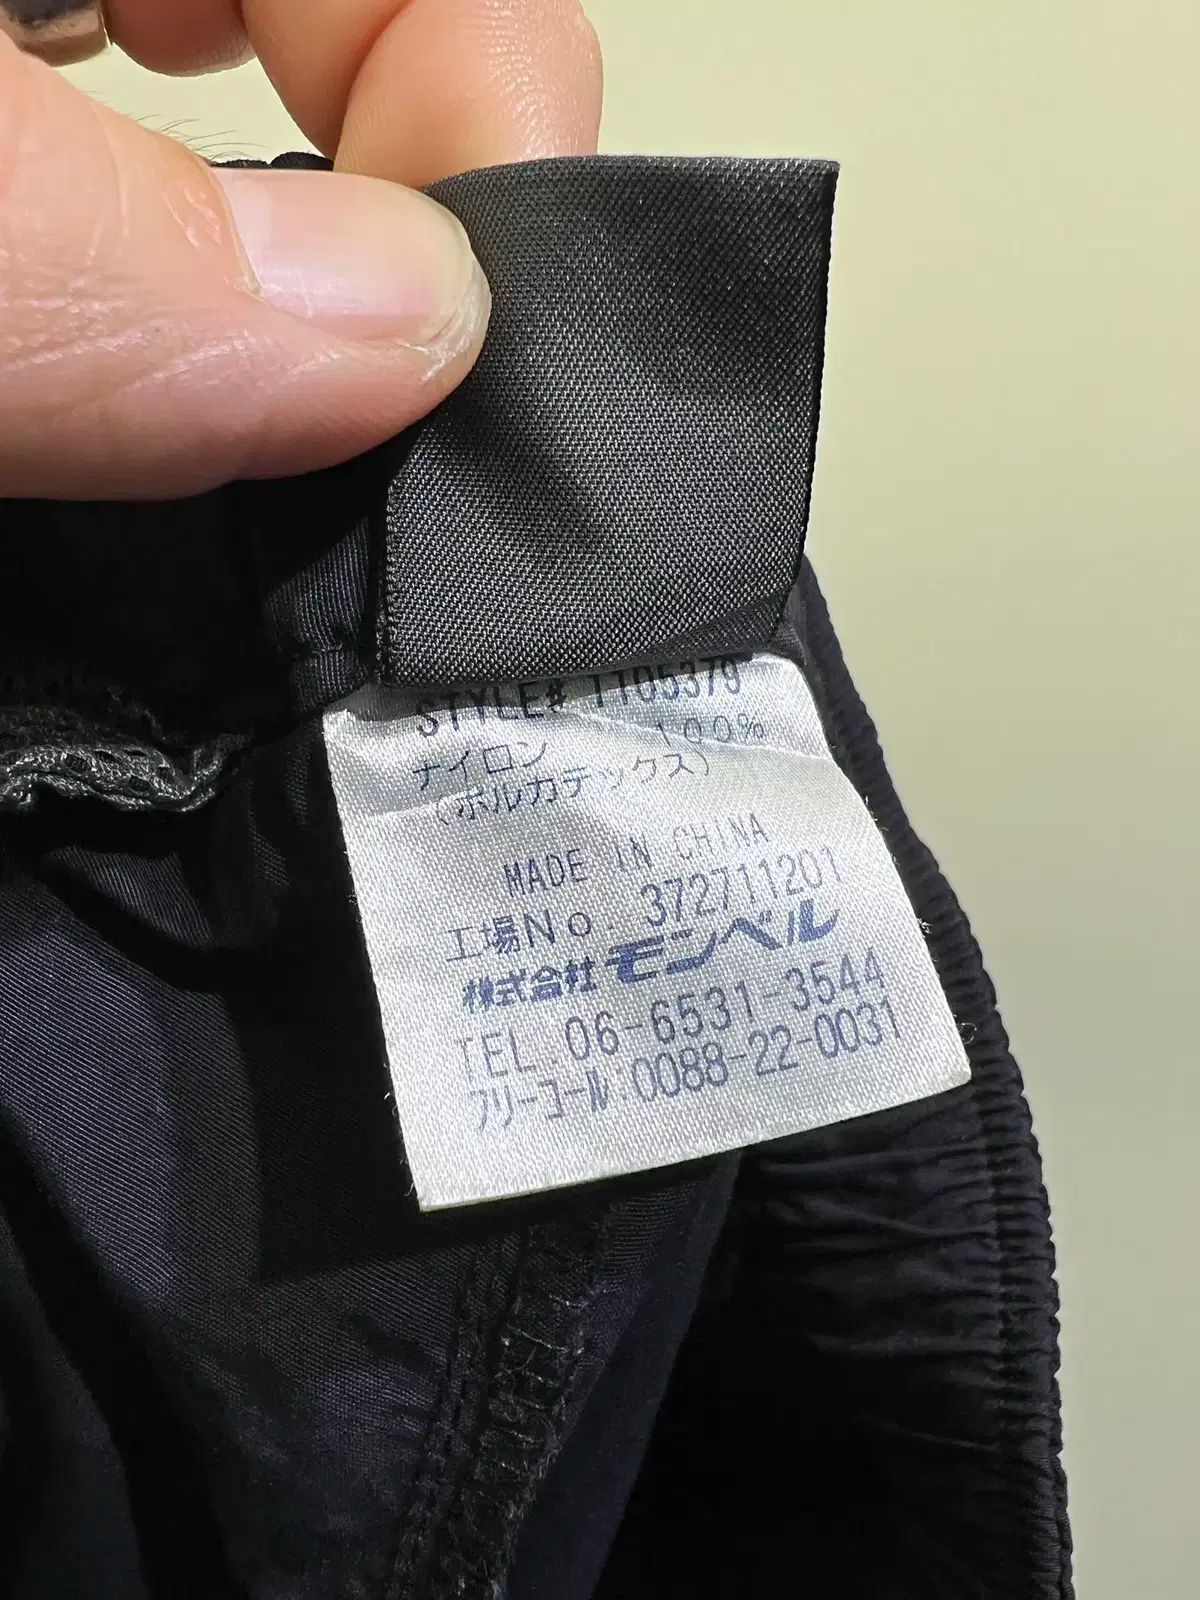 STYLE# 1105379
ナイロン 100%
(ポルカテックス)
MADE IN CHINA
工場No. 372711201
株式会社 モンベル
TEL.06-6531-3544
フリーコール:0088-22-0031